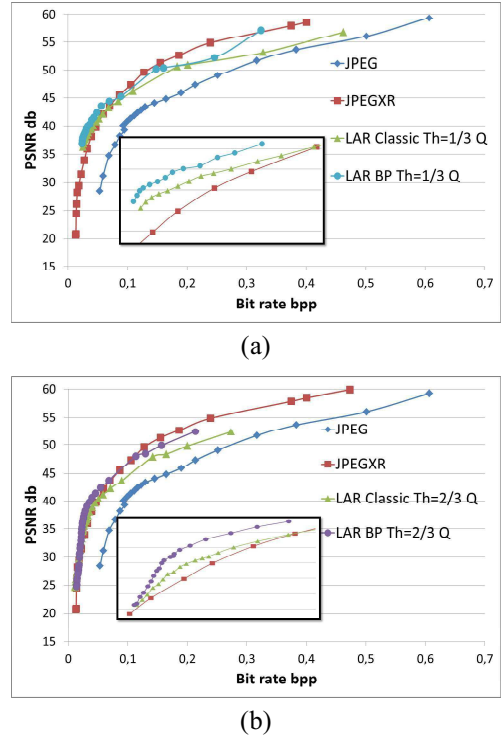 60
55
50
45
40
35
30
25
20
15
PSNR db
JPEG
JPEGXR
LAR Classic Th=1/3 Q
LAR BP Th=1/3 Q
0 0,1 0,2 0,3 0,4 0,5 0,6 0,7
Bit rate bpp
(a)
60
55
50
45
40
35
30
25
20
15
PSNR db
JPEG
JPEGXR
LAR Classic Th=2/3 Q
LAR BP Th=2/3 Q
0 0,1 0,2 0,3 0,4 0,5 0,6 0,7
Bit rate bpp
(b)